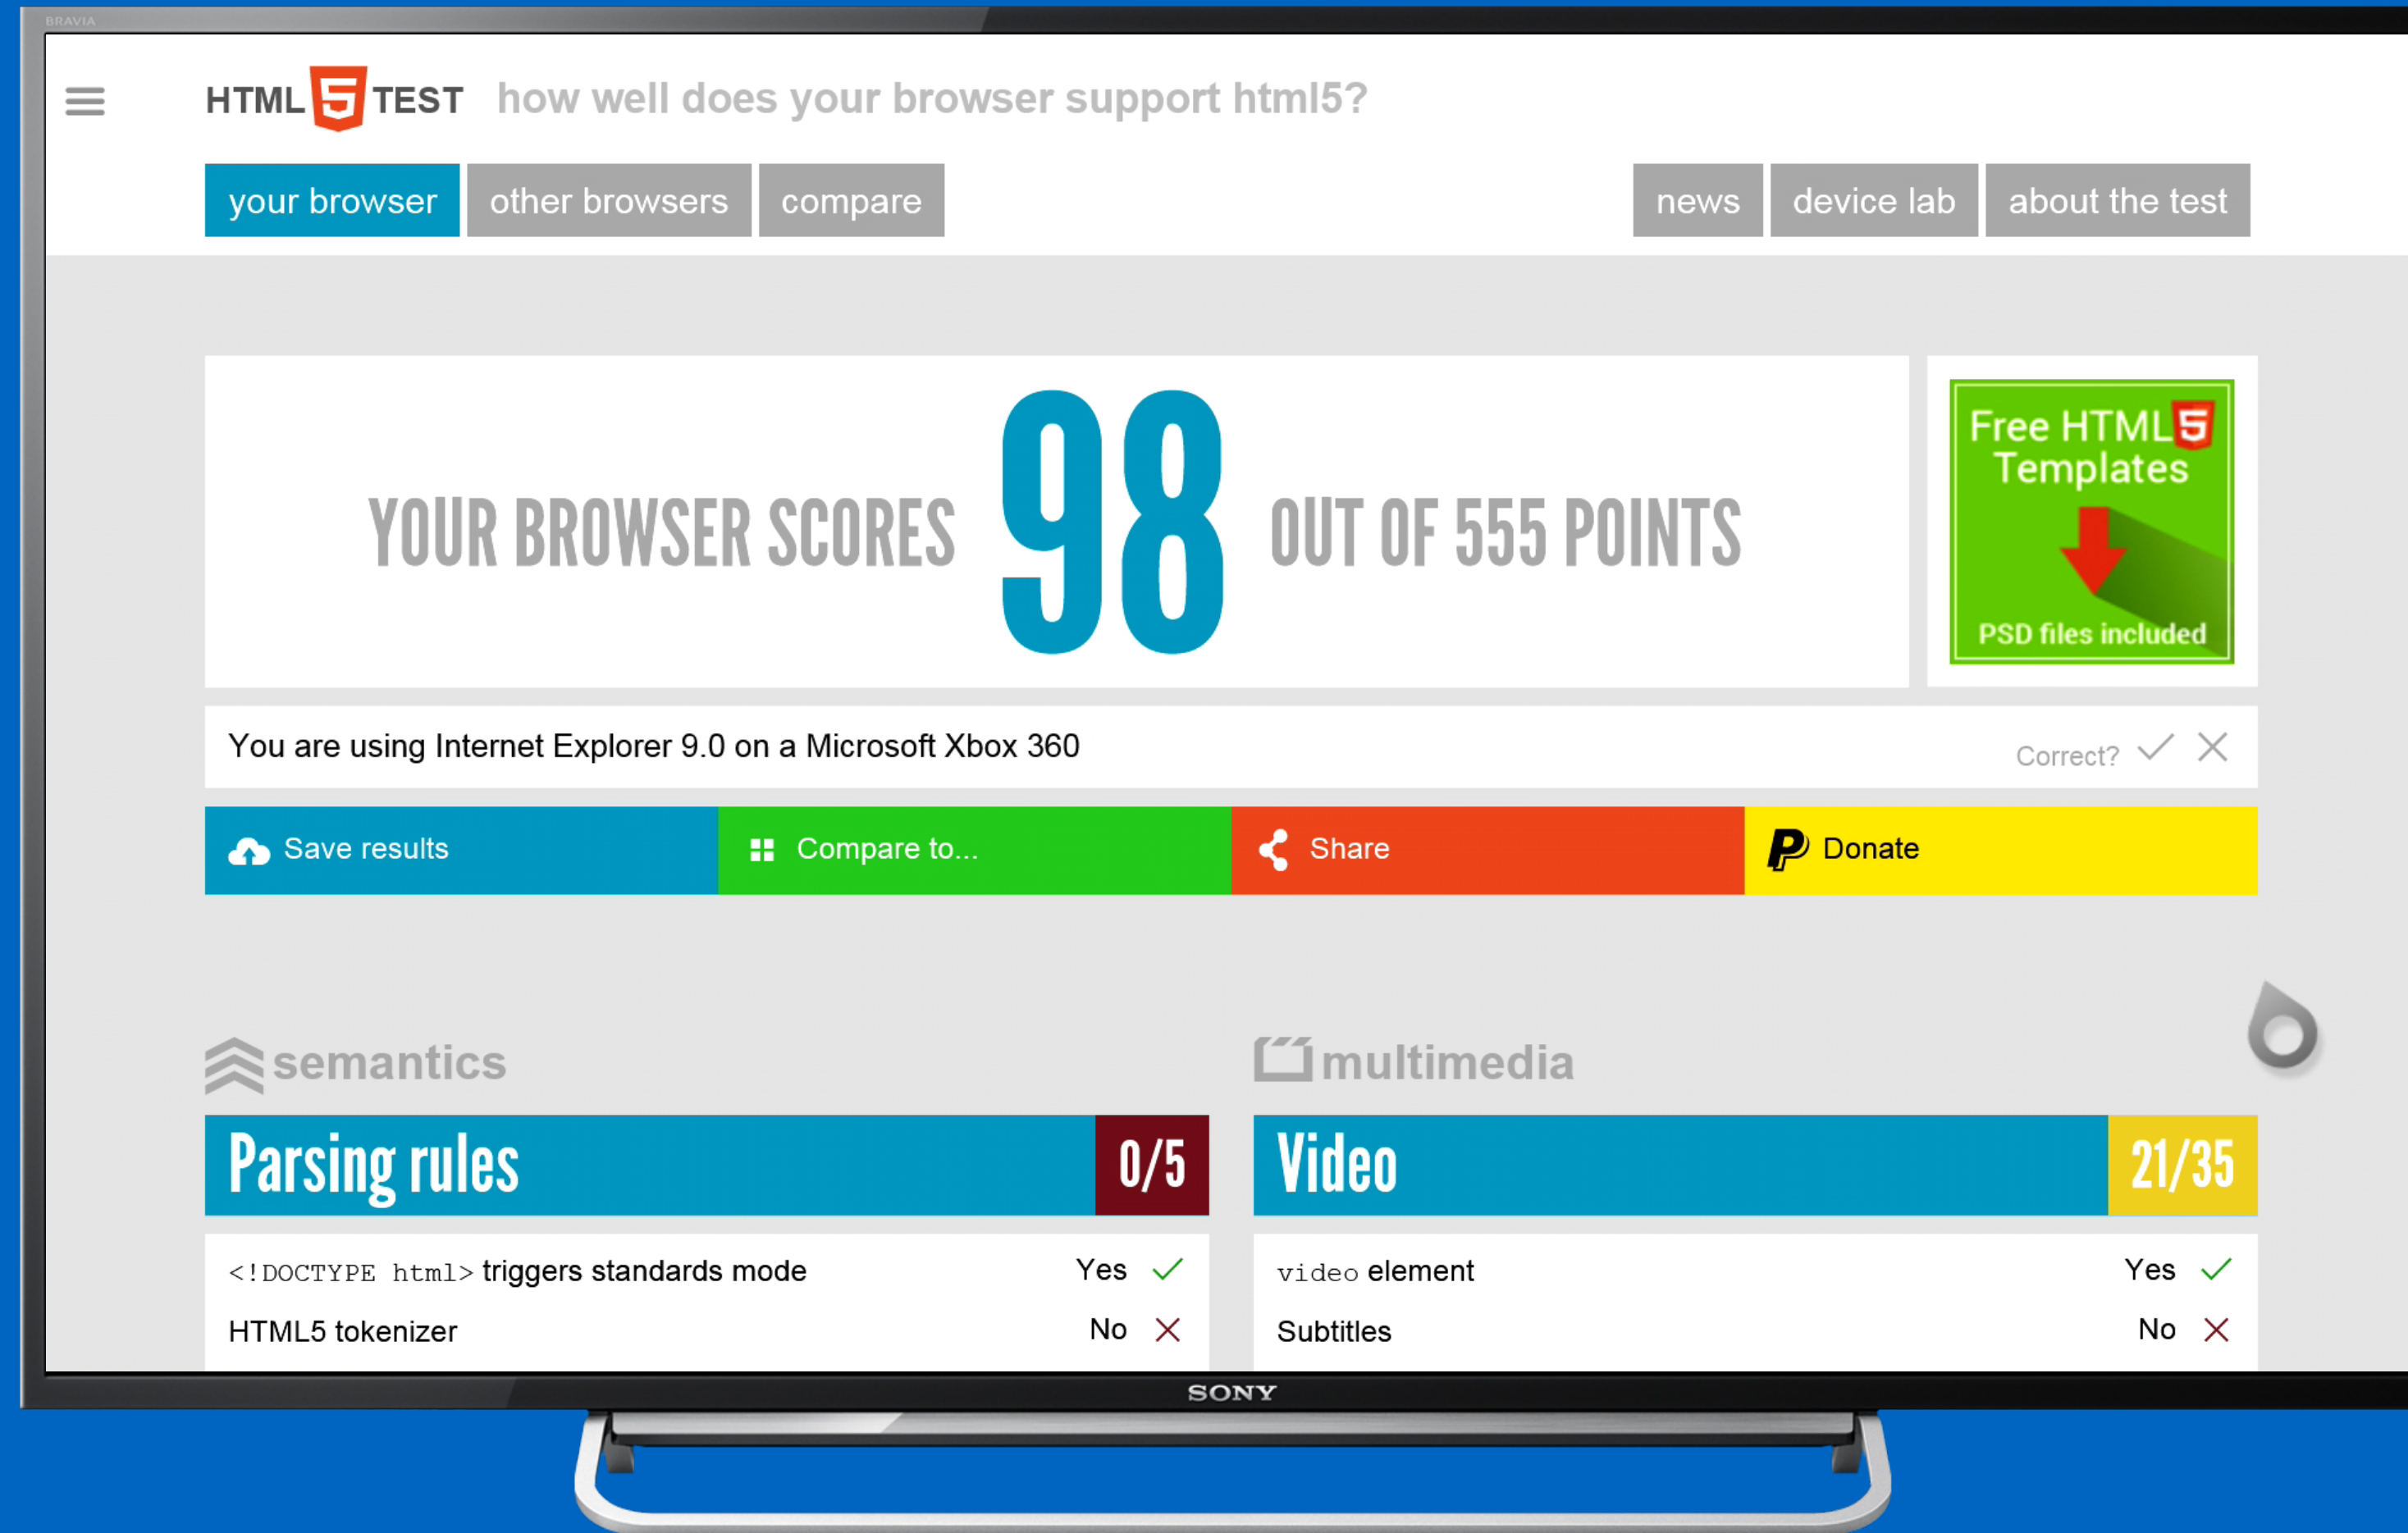 BRAVIA
HTML 5 TEST how well does your browser support html5?
your browser other browsers compare news device lab about the test
YOUR BROWSER SCORES 98 OUT OF 555 POINTS
Free HTML5
Templates
PSD files included
You are using Internet Explorer 9.0 on a Microsoft Xbox 360 Correct?
Save results Compare to... Share Donate
semantics multimedia
Parsing rules 0/5 Video 21/35
<!DOCTYPE html> triggers standards mode Yes video element Yes
HTML5 tokenizer No Subtitles No
SONY